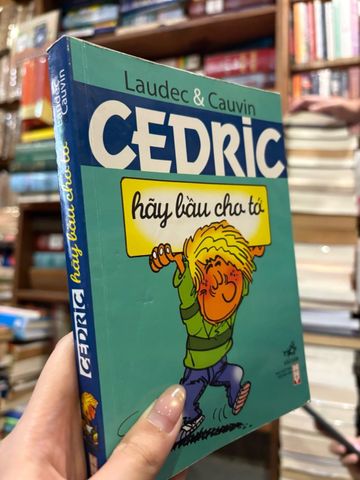 Laudec & Cauvin
CEDRIC
hãy bầu cho tớ
CEDRIC hãy bầu cho tớ Laudec Cauvin